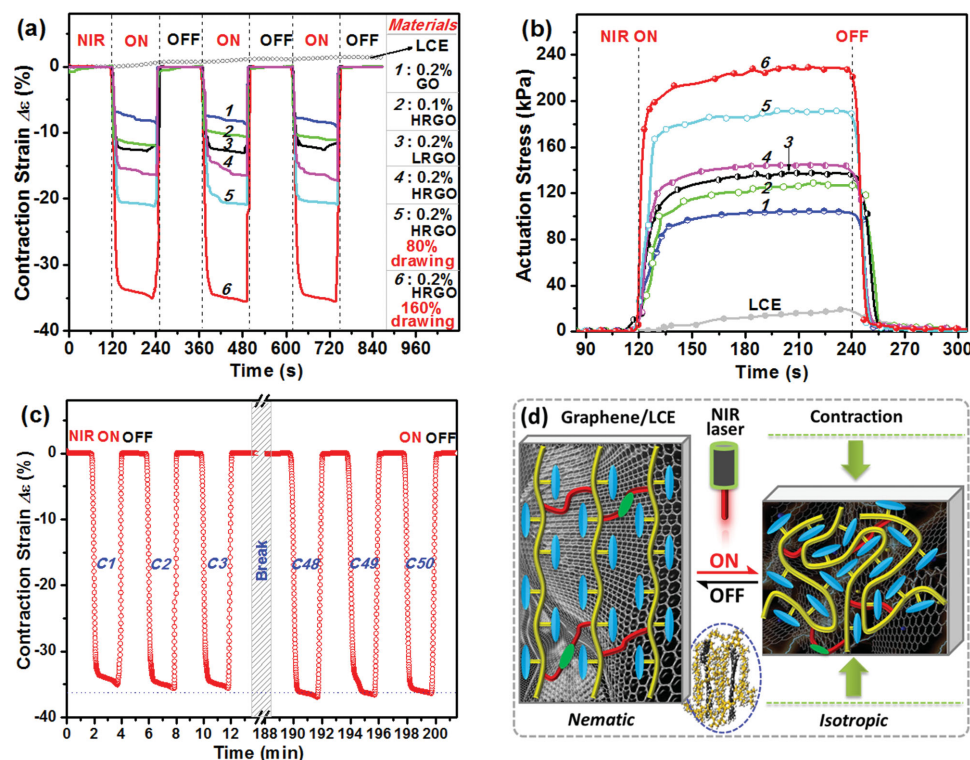 (a)
NIR ON OFF ON OFF ON OFF
Materials
LCE
1 : 0.2%
GO
2 : 0.1%
HRGO
3 : 0.2%
LRGO
4 : 0.2%
HRGO
5 : 0.2%
HRGO
80%
drawing
6 : 0.2%
HRGO
160%
drawing
Contraction Strain Δε (%)
0
-10
-20
-30
-40
1
2
3
4
5
6
0 120 240 360 480 600 720 840 960
Time (s)
(b)
NIR ON OFF
Actuation Stress (kPa)
240
200
160
120
80
40
0
6
5
4
3
2
1
LCE
90 120 150 180 210 240 270 300
Time (s)
(c)
NIR ON OFF ON OFF
Contraction Strain Δε (%)
0
-10
-20
-30
-40
C1 C2 C3 Break C48 C49 C50
0 2 4 6 8 10 12 188 190 192 194 196 198 200
Time (min)
(d)
Graphene/LCE
NIR
laser
Contraction
ON
OFF
Nematic
Isotropic